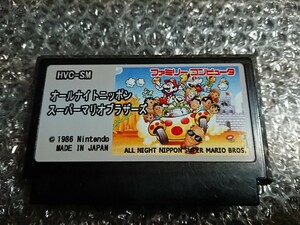 HVC-SM
ファミリーコンピュータ
オールナイトニッポン
スーパーマリオブラザーズ
©1986 Nintendo
MADE IN JAPAN
ALL NIGHT NIPPON SUPER MARIO BROS.